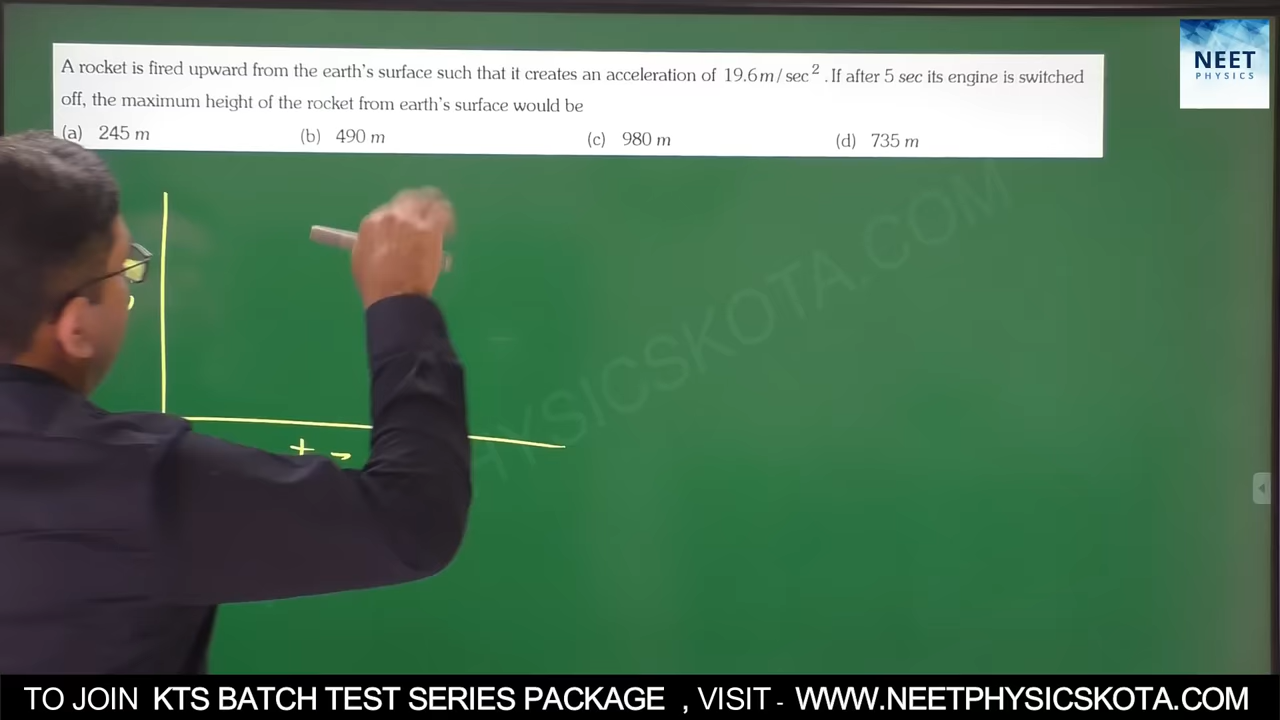 A rocket is fired upward from the earth's surface such that it creates an acceleration of 19.6 m/sec². If after 5 sec its engine is switched
off, the maximum height of the rocket from earth's surface would be
(a) 245 m (b) 490 m (c) 980 m (d) 735 m
NEET
PHYSICS
PHYSICSKOTA.COM
t →
TO JOIN KTS BATCH TEST SERIES PACKAGE , VISIT - WWW.NEETPHYSICSKOTA.COM